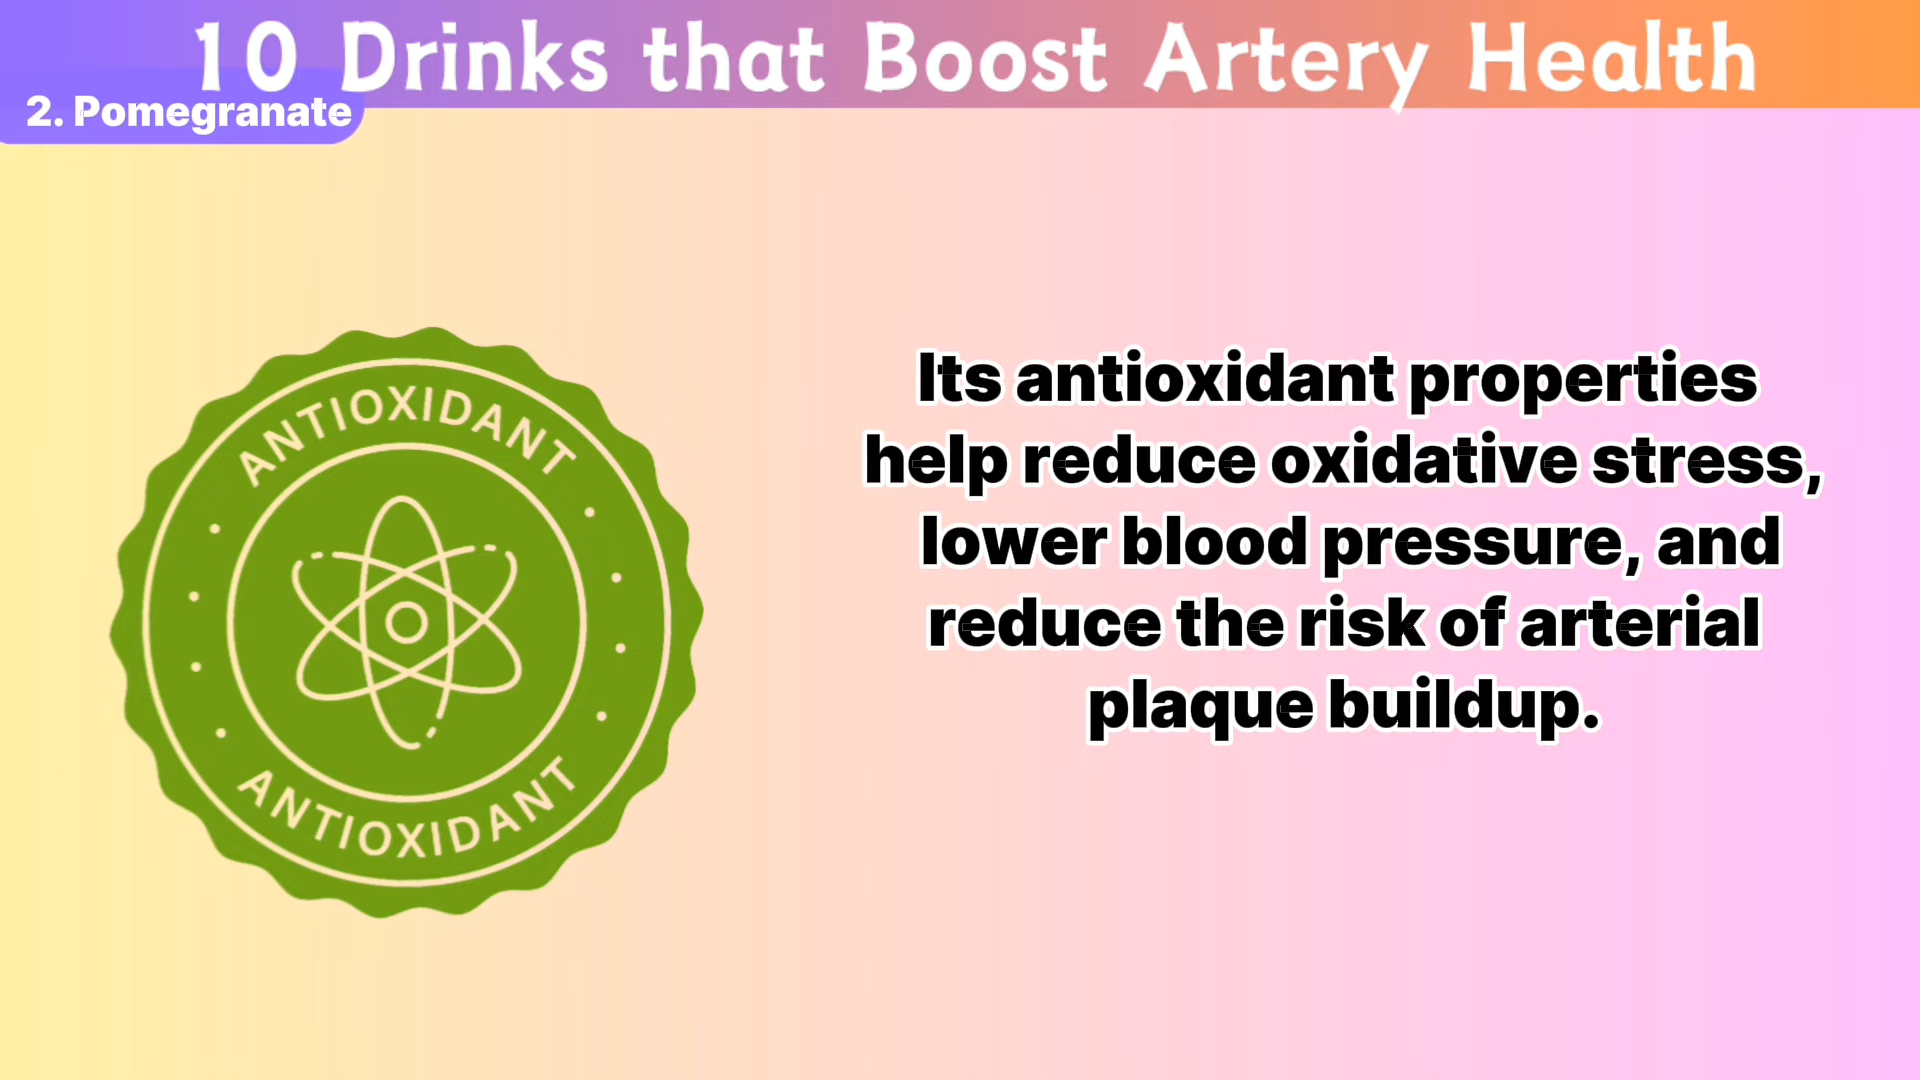 10 Drinks that Boost Artery Health
2. Pomegranate
ANTIOXIDANT
ANTIOXIDANT
Its antioxidant properties
help reduce oxidative stress,
lower blood pressure, and
reduce the risk of arterial
plaque buildup.